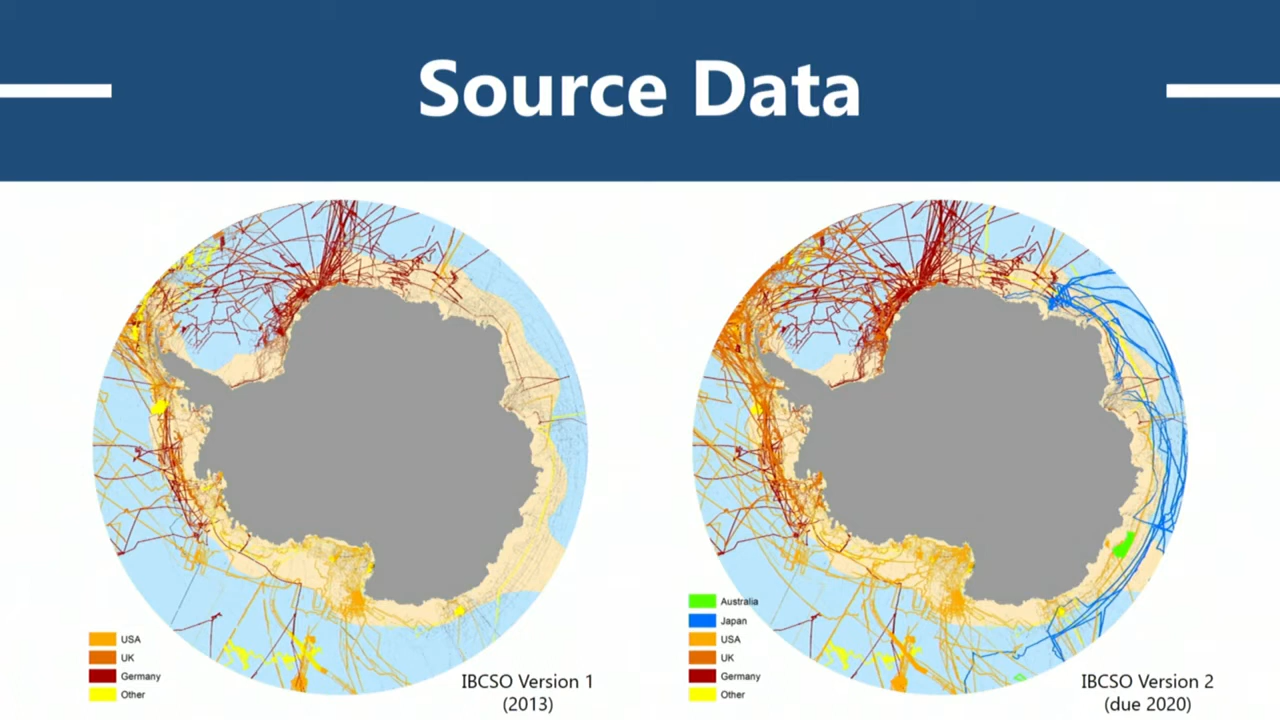 Source Data
USA
UK
Germany
Other
IBCSO Version 1
(2013)
Australia
Japan
USA
UK
Germany
Other
IBCSO Version 2
(due 2020)